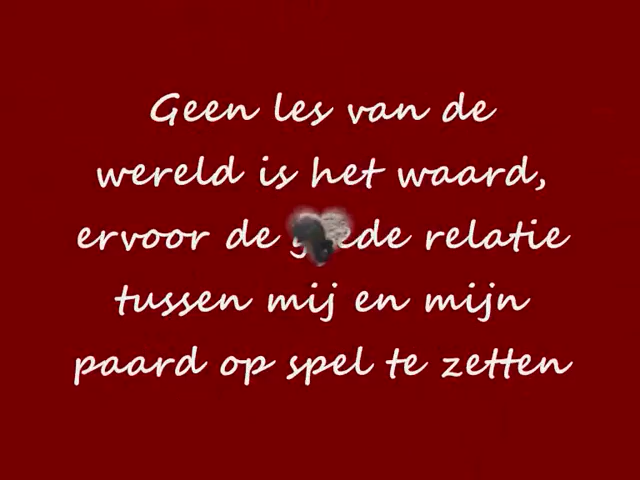 Geen les van de
wereld is het waard,
ervoor de goede relatie
tussen mij en mijn
paard op spel te zetten